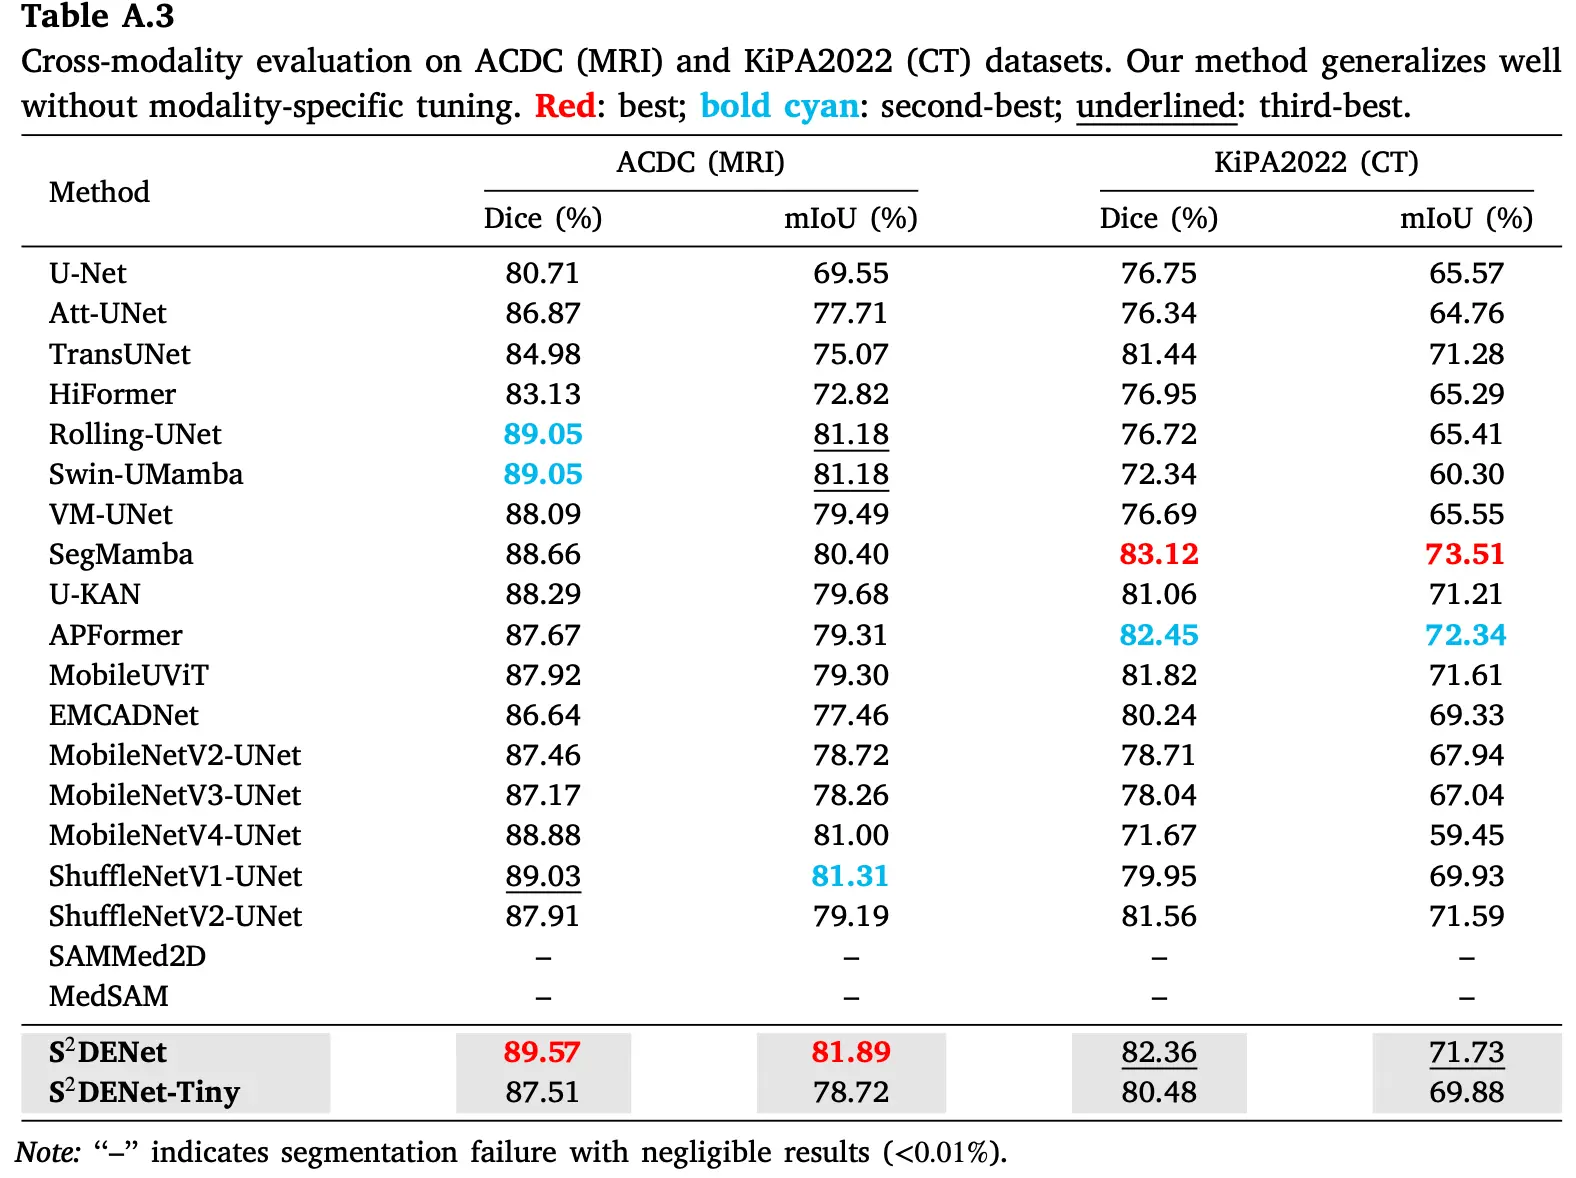 Table A.3
Cross-modality evaluation on ACDC (MRI) and KiPA2022 (CT) datasets. Our method generalizes well
without modality-specific tuning. Red: best; bold cyan: second-best; underlined: third-best.
Method ACDC (MRI) KiPA2022 (CT)
Dice (%) mIoU (%) Dice (%) mIoU (%)
U-Net 80.71 69.55 76.75 65.57
Att-UNet 86.87 77.71 76.34 64.76
TransUNet 84.98 75.07 81.44 71.28
HiFormer 83.13 72.82 76.95 65.29
Rolling-UNet 89.05 81.18 76.72 65.41
Swin-UMamba 89.05 81.18 72.34 60.30
VM-UNet 88.09 79.49 76.69 65.55
SegMamba 88.66 80.40 83.12 73.51
U-KAN 88.29 79.68 81.06 71.21
APFormer 87.67 79.31 82.45 72.34
MobileUViT 87.92 79.30 81.82 71.61
EMCADNet 86.64 77.46 80.24 69.33
MobileNetV2-UNet 87.46 78.72 78.71 67.94
MobileNetV3-UNet 87.17 78.26 78.04 67.04
MobileNetV4-UNet 88.88 81.00 71.67 59.45
ShuffleNetV1-UNet 89.03 81.31 79.95 69.93
ShuffleNetV2-UNet 87.91 79.19 81.56 71.59
SAMMed2D – – – –
MedSAM – – – –
S²DENet 89.57 81.89 82.36 71.73
S²DENet-Tiny 87.51 78.72 80.48 69.88
Note: “–” indicates segmentation failure with negligible results (<0.01%).